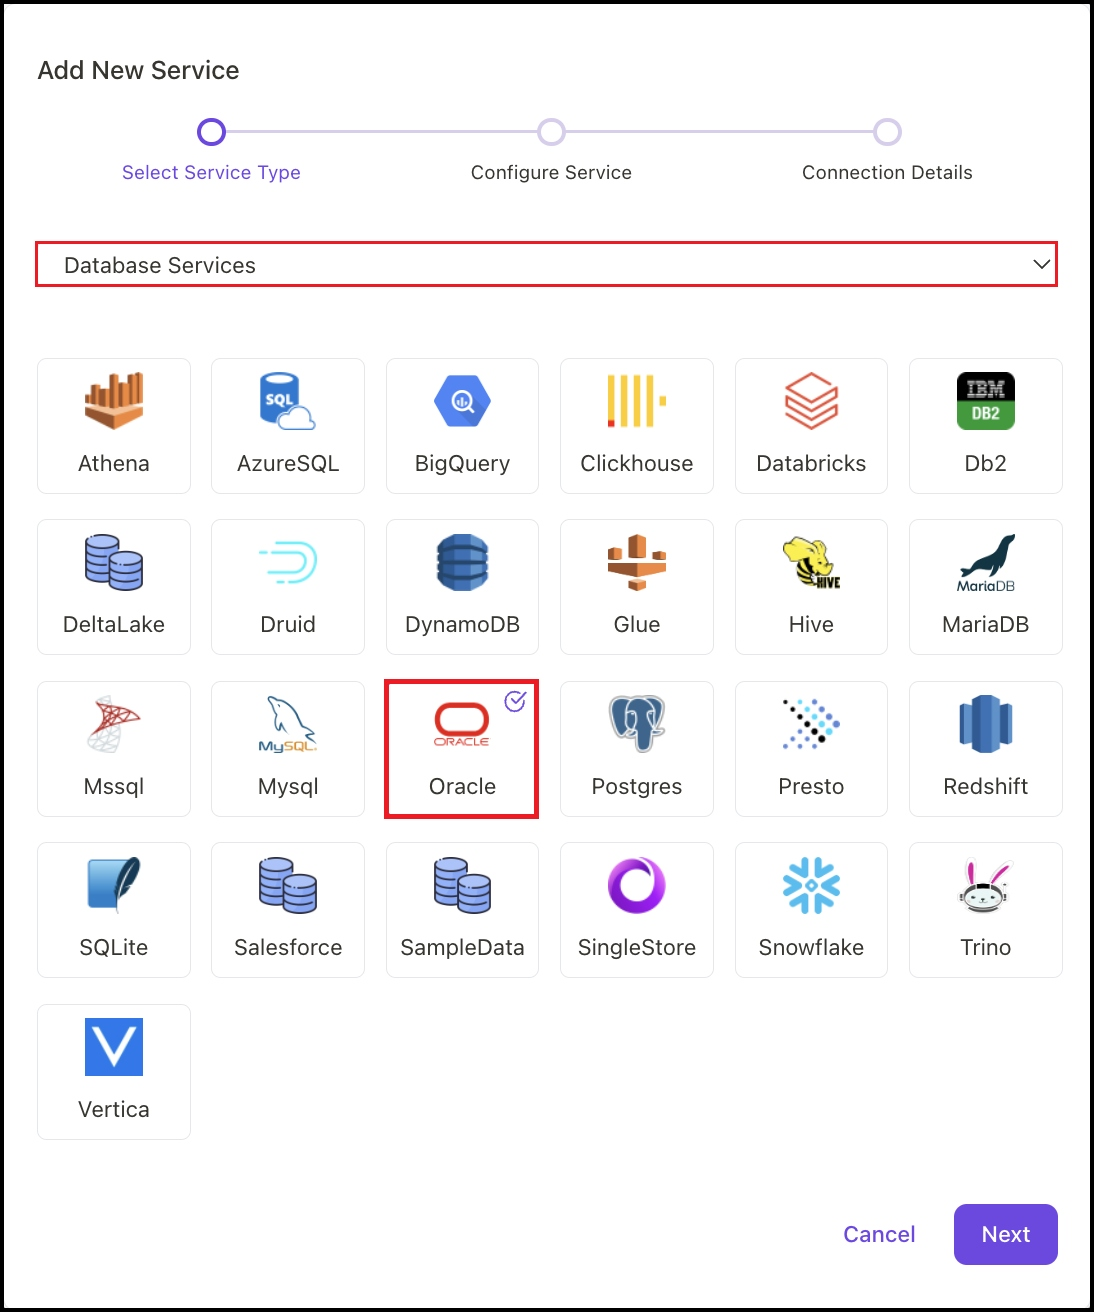 Add New Service
Select Service Type Configure Service Connection Details
Database Services
SQL IBM DB2
Athena AzureSQL BigQuery Clickhouse Databricks Db2
HIVE MariaDB
DeltaLake Druid DynamoDB Glue Hive MariaDB
MySQL ORACLE
Mssql Mysql Oracle Postgres Presto Redshift
SQLite Salesforce SampleData SingleStore Snowflake Trino
V
Vertica
Cancel Next